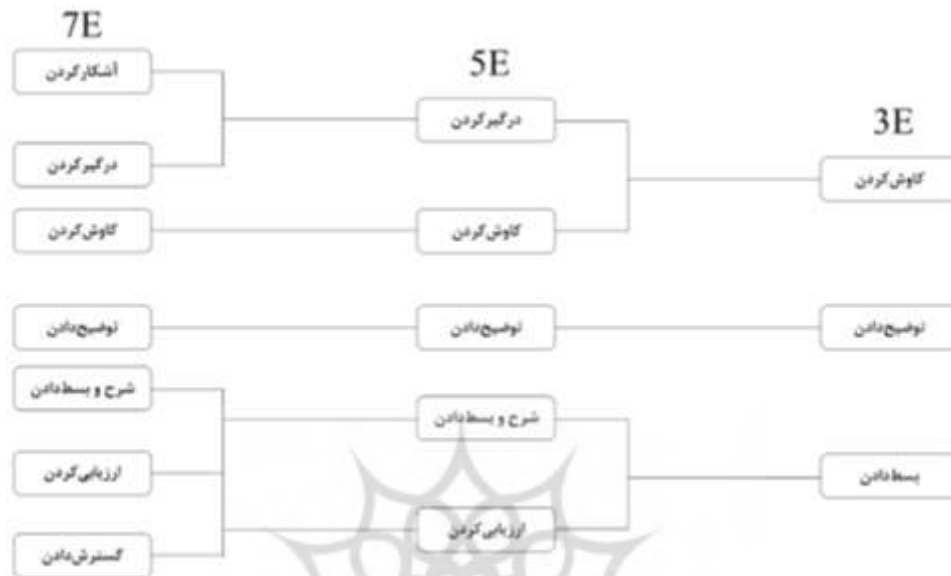 3E
کاوش‌کردن
توضیح‌دادن
بسط‌دادن
5E
درگیرکردن
کاوش‌کردن
توضیح‌دادن
شرح و بسط‌دادن
ارزیابی‌کردن
7E
آشکارکردن
درگیرکردن
کاوش‌کردن
توضیح‌دادن
شرح و بسط‌دادن
ارزیابی‌کردن
گسترش‌دادن